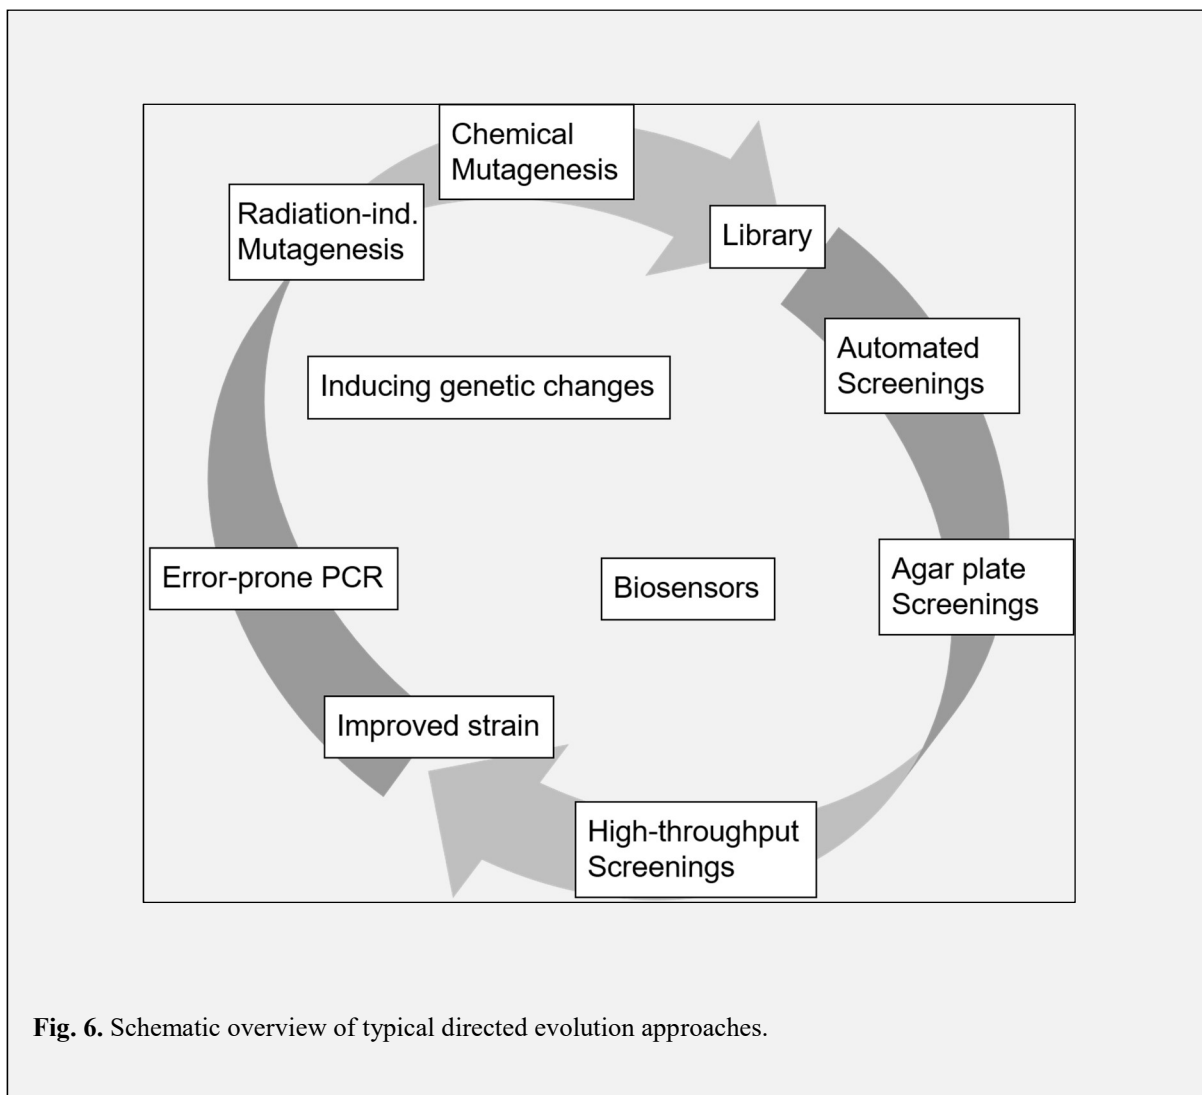 Chemical
Mutagenesis
Radiation-ind.
Mutagenesis
Library
Automated
Screenings
Inducing genetic changes
Error-prone PCR
Biosensors
Agar plate
Screenings
Improved strain
High-throughput
Screenings
Fig. 6. Schematic overview of typical directed evolution approaches.